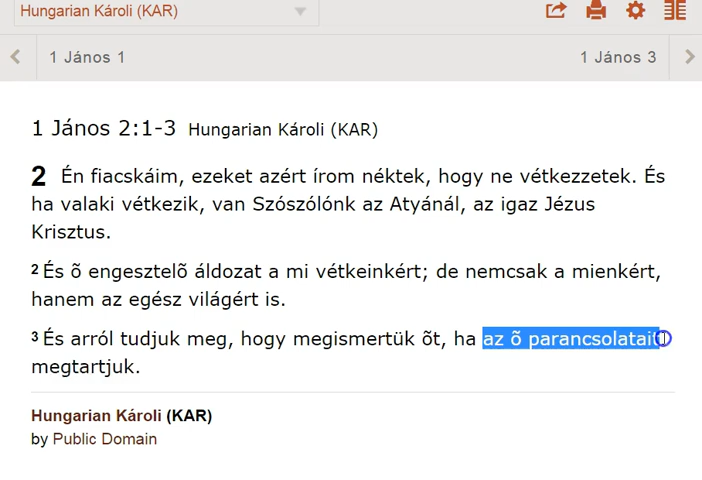 Hungarian Károli (KAR)
1 János 1
1 János 3
1 János 2:1-3 Hungarian Károli (KAR)
2 Én fiacskáim, ezeket azért írom néktek, hogy ne vétkezzetek. És
ha valaki vétkezik, van Szószólónk az Atyánál, az igaz Jézus
Krisztus.
2 És õ engesztelõ áldozat a mi vétkeinkért; de nemcsak a mienkért,
hanem az egész világért is.
3 És arról tudjuk meg, hogy megismertük õt, ha az õ parancsolatait
megtartjuk.
Hungarian Károli (KAR)
by Public Domain